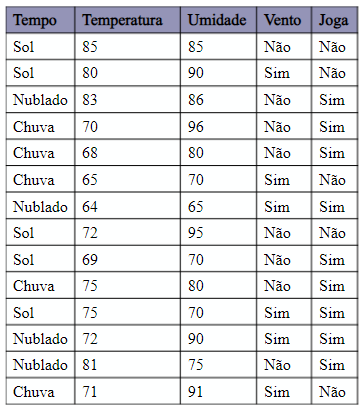 Tempo Temperatura Umidade Vento Joga
Sol 85 85 Não Não
Sol 80 90 Sim Não
Nublado 83 86 Não Sim
Chuva 70 96 Não Sim
Chuva 68 80 Não Sim
Chuva 65 70 Sim Não
Nublado 64 65 Sim Sim
Sol 72 95 Não Não
Sol 69 70 Não Sim
Chuva 75 80 Não Sim
Sol 75 70 Sim Sim
Nublado 72 90 Sim Sim
Nublado 81 75 Não Sim
Chuva 71 91 Sim Não